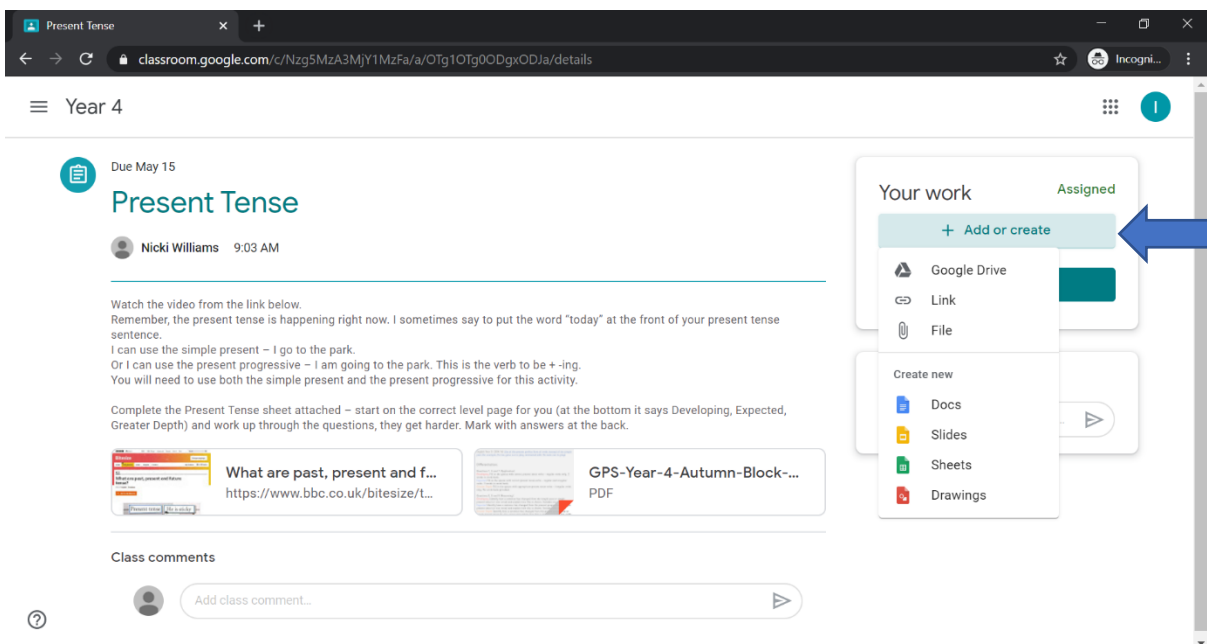 Present Tense
classroom.google.com/c/Nzg5MzA3MjY1MzFa/a/OTg1OTg0ODgxODJa/details
Incogni...
Year 4
I
Due May 15
Present Tense
Nicki Williams 9:03 AM
Watch the video from the link below.
Remember, the present tense is happening right now. I sometimes say to put the word "today" at the front of your present tense
sentence.
I can use the simple present – I go to the park.
Or I can use the present progressive – I am going to the park. This is the verb to be + -ing.
You will need to use both the simple present and the present progressive for this activity.
Complete the Present Tense sheet attached – start on the correct level page for you (at the bottom it says Developing, Expected,
Greater Depth) and work up through the questions, they get harder. Mark with answers at the back.
What are past, present and f...
https://www.bbc.co.uk/bitesize/t...
GPS-Year-4-Autumn-Block-...
PDF
Class comments
Add class comment...
Your work
Assigned
+ Add or create
Google Drive
Link
File
Create new
Docs
Slides
Sheets
Drawings